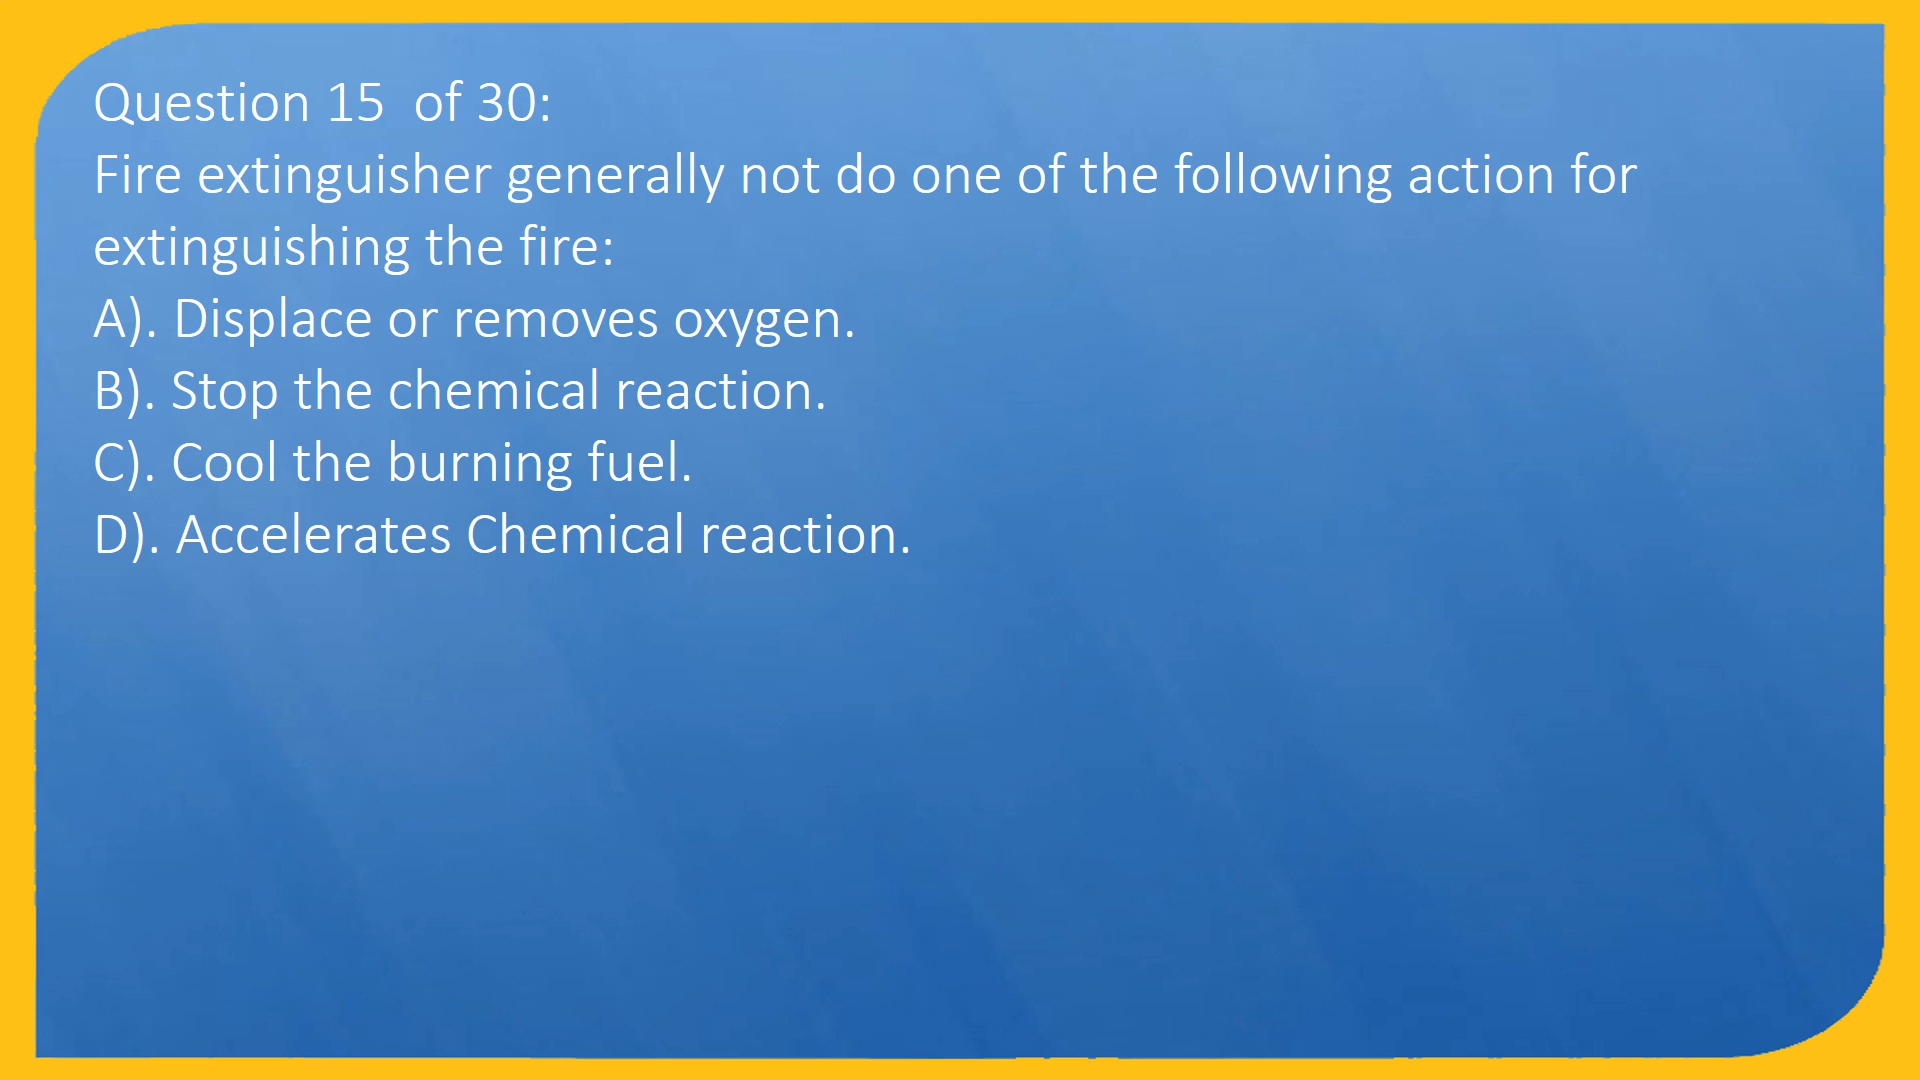 Question 15  of 30:
Fire extinguisher generally not do one of the following action for
extinguishing the fire:
A). Displace or removes oxygen.
B). Stop the chemical reaction.
C). Cool the burning fuel.
D). Accelerates Chemical reaction.